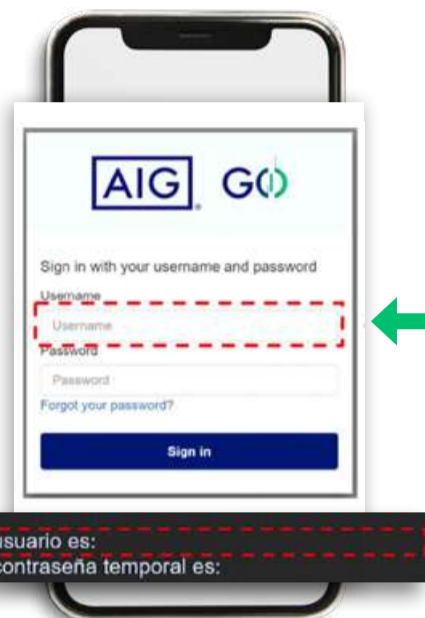 AIG GO
Sign in with your username and password
Username
Username
Password
Password
Forgot your password?
Sign in
usuario es:
contraseña temporal es: